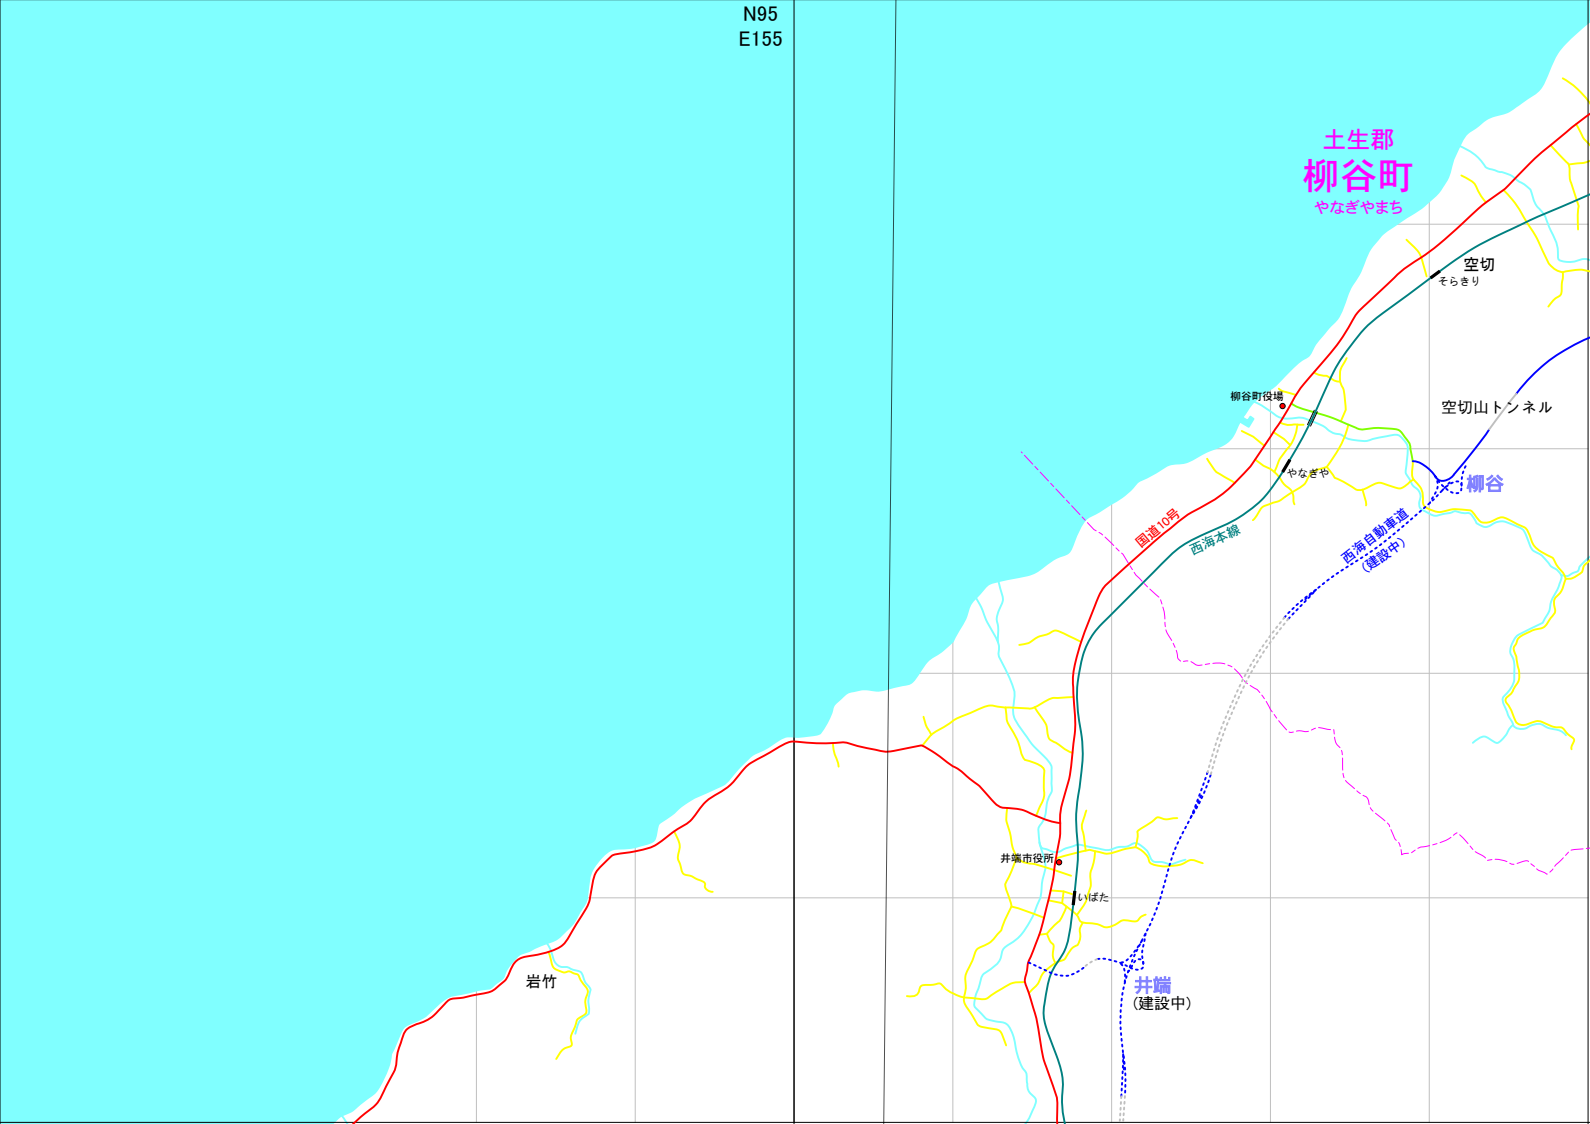 N95
E155
土生郡
柳谷町
やなぎやまち
空切
そらきり
柳谷町役場
空切山トンネル
やなぎや
柳谷
国道10号
西海本線
西海自動車道
(建設中)
井端市役所
いばた
岩竹
井端
(建設中)